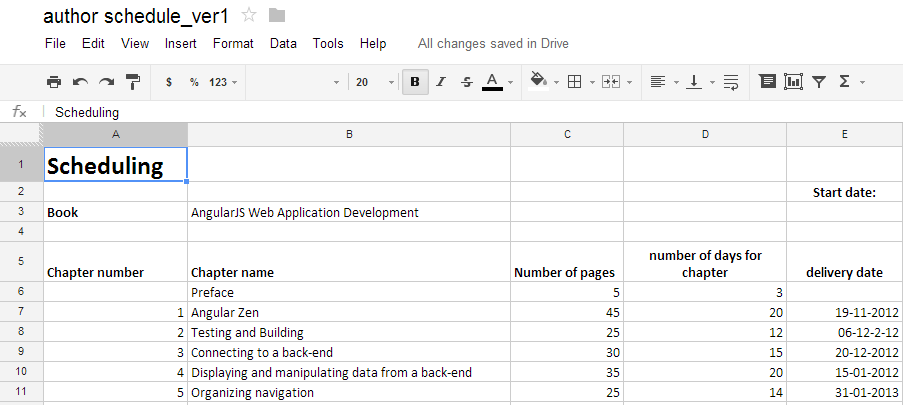 author schedule_ver1
File Edit View Insert Format Data Tools Help All changes saved in Drive
$ % 123 20 B I S A Σ
fx Scheduling
A B C D E
1 Scheduling
2 Start date:
3 Book AngularJS Web Application Development
4
number of days for
5 Chapter number Chapter name Number of pages chapter delivery date
6 Preface 5 3
7 1 Angular Zen 45 20 19-11-2012
8 2 Testing and Building 25 12 06-12-2-12
9 3 Connecting to a back-end 30 15 20-12-2012
10 4 Displaying and manipulating data from a back-end 35 20 15-01-2012
11 5 Organizing navigation 25 14 31-01-2013